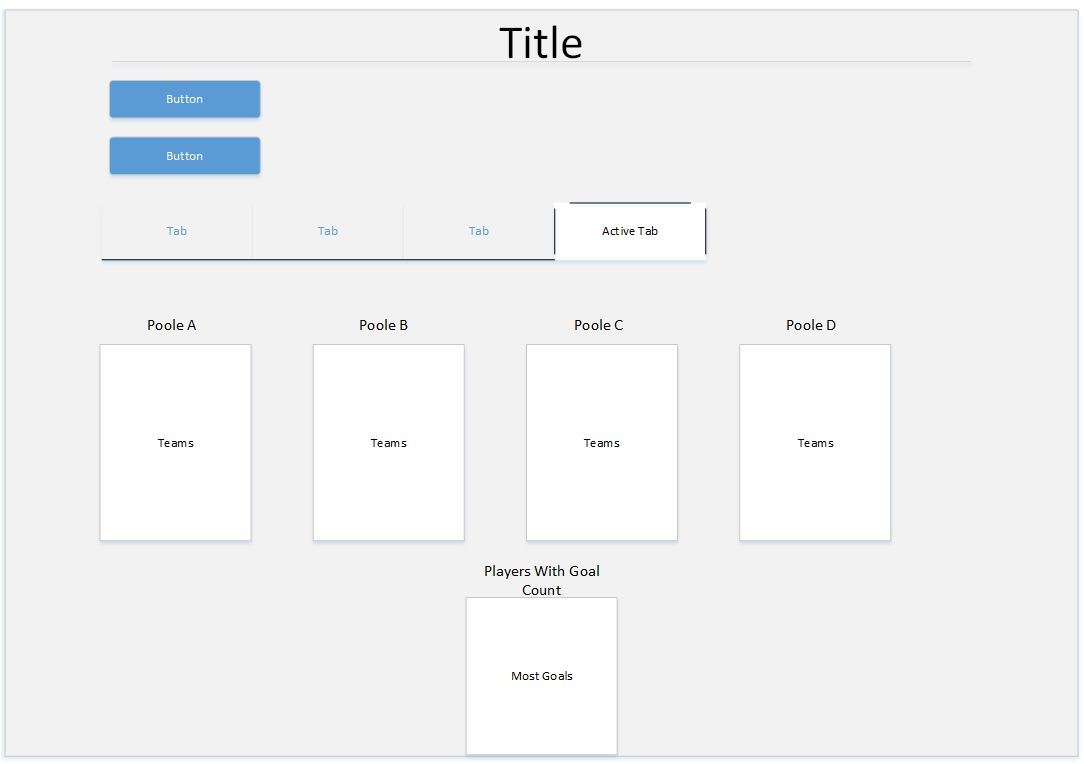 Title
Button
Button
Tab
Tab
Tab
Active Tab
Poole A
Poole B
Poole C
Poole D
Teams
Teams
Teams
Teams
Players With Goal
Count
Most Goals